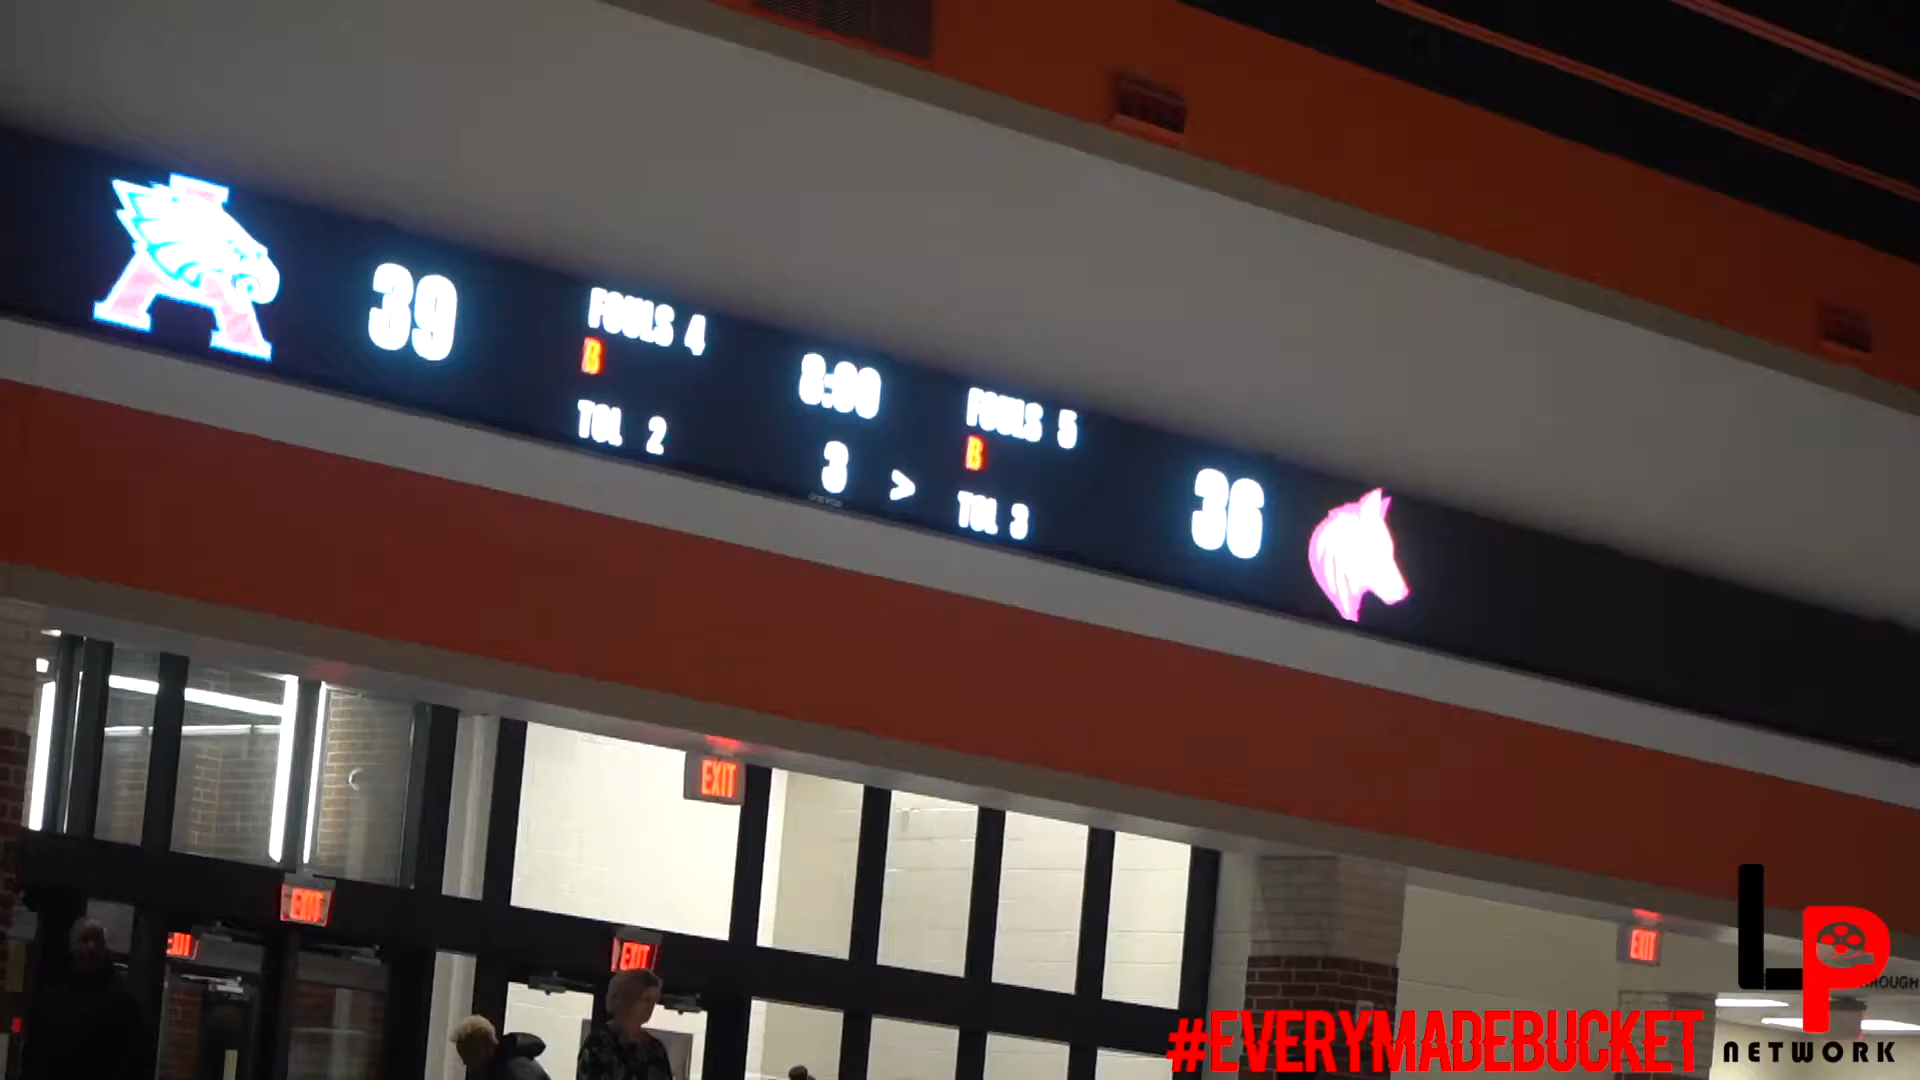 39
FOULS 4
B
TOL 2
8:00
3 >
FOULS 5
B
TOL 3
36
EXIT
EXIT
EXIT
EXIT
EXIT
#EVERYMADEBUCKET
LP
NETWORK